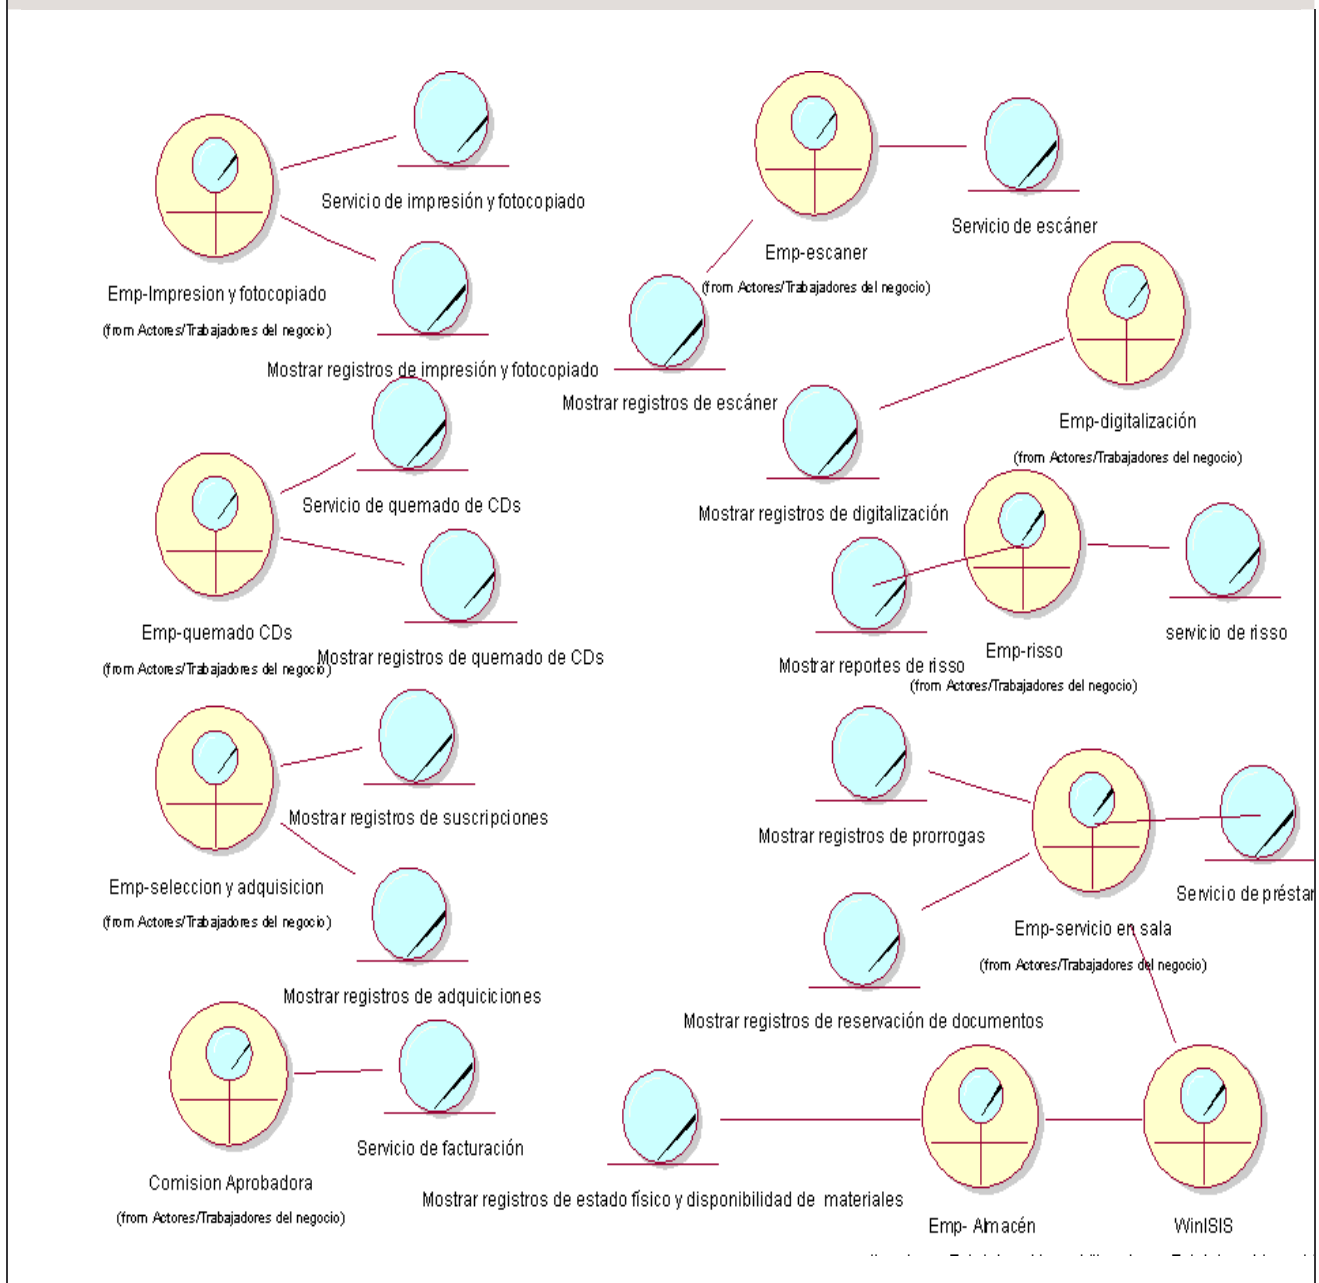 Servicio de impresión y fotocopiado
Emp-Impresion y fotocopiado
(from Actores/Trabajadores del negocio)
Mostrar registros de impresión y fotocopiado
Servicio de quemado de CDs
Emp-quemado CDs
(from Actores/Trabajadores del negocio)
Mostrar registros de quemado de CDs
Mostrar registros de suscripciones
Emp-seleccion y adquisicion
(from Actores/Trabajadores del negocio)
Mostrar registros de adquiciciones
Servicio de facturación
Comision Aprobadora
(from Actores/Trabajadores del negocio)
Servicio de escáner
Emp-escaner
(from Actores/Trabajadores del negocio)
Mostrar registros de escáner
Emp-digitalización
(from Actores/Trabajadores del negocio)
Mostrar registros de digitalización
servicio de risso
Emp-risso
Mostrar reportes de risso
(from Actores/Trabajadores del negocio)
Mostrar registros de prorrogas
Servicio de préstar
Emp-servicio en sala
(from Actores/Trabajadores del negocio)
Mostrar registros de reservación de documentos
Mostrar registros de estado físico y disponibilidad de materiales
Emp- Almacén
WinISIS